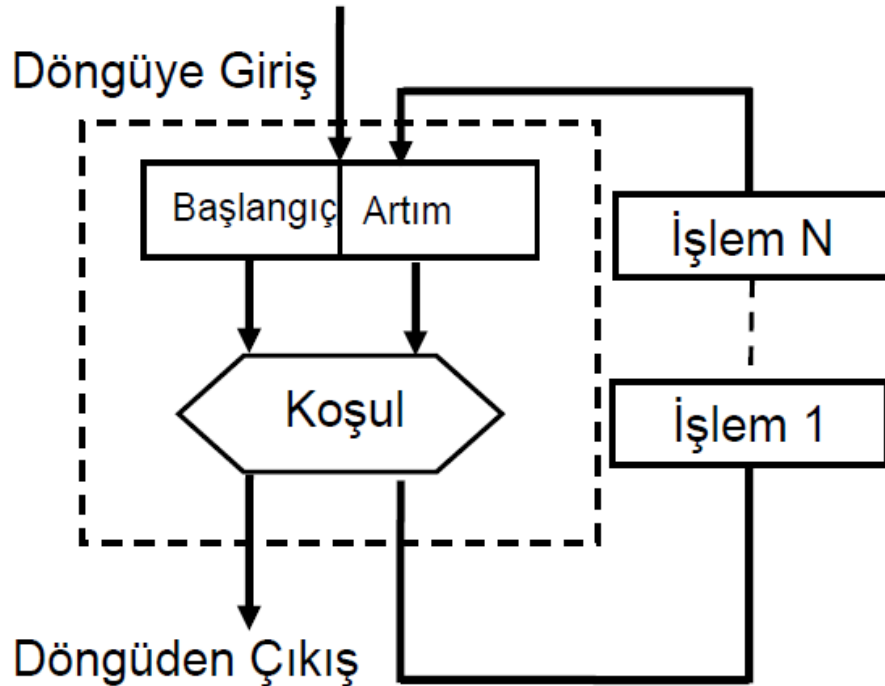 Döngüye Giriş
Başlangıç
Artım
İşlem N
Koşul
İşlem 1
Döngüden Çıkış